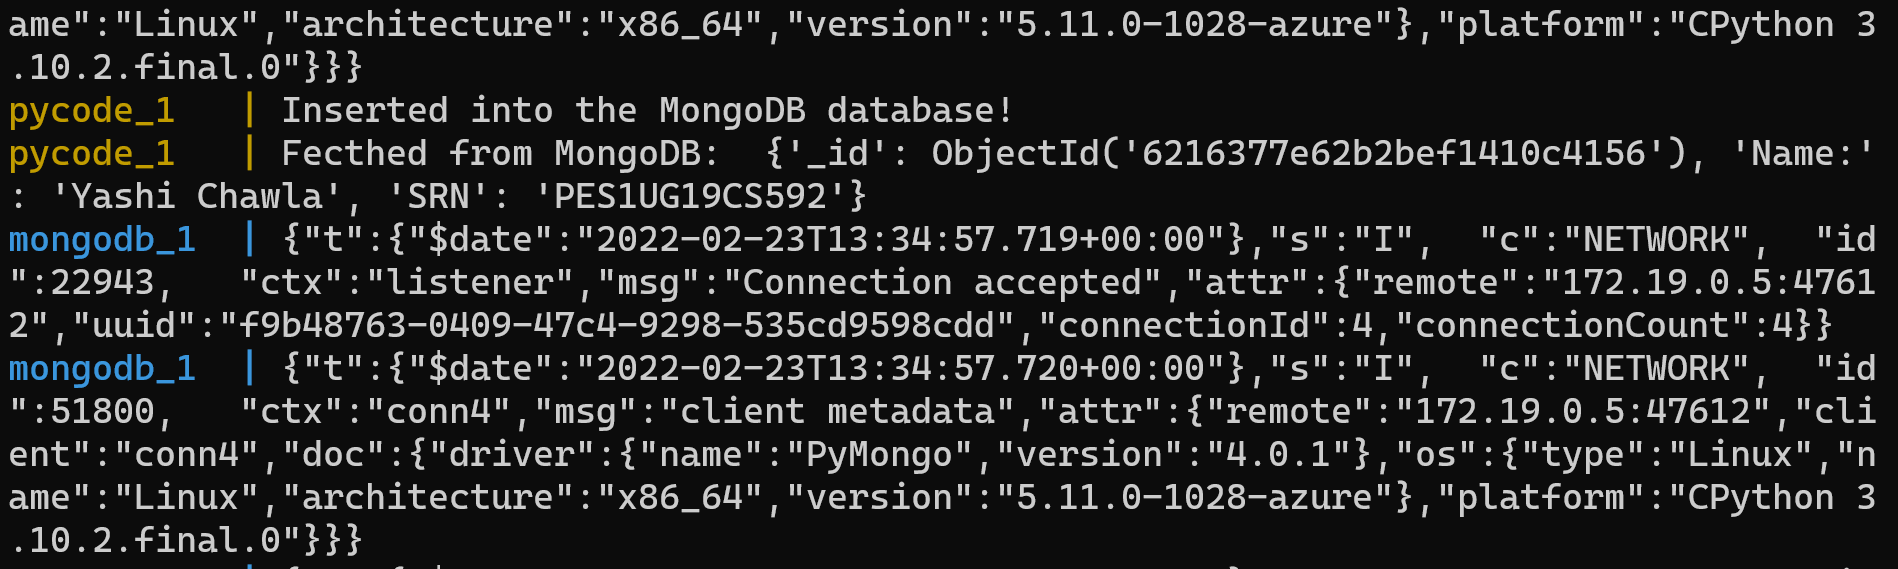 ame":"Linux","architecture":"x86_64","version":"5.11.0-1028-azure"},"platform":"CPython 3
.10.2.final.0"}}}
pycode_1   | Inserted into the MongoDB database!
pycode_1   | Fecthed from MongoDB:  {'_id': ObjectId('6216377e62b2bef1410c4156'), 'Name:'
: 'Yashi Chawla', 'SRN': 'PES1UG19CS592'}
mongodb_1  | {"t":{"$date":"2022-02-23T13:34:57.719+00:00"},"s":"I",  "c":"NETWORK",  "id
":22943,   "ctx":"listener","msg":"Connection accepted","attr":{"remote":"172.19.0.5:4761
2","uuid":"f9b48763-0409-47c4-9298-535cd9598cdd","connectionId":4,"connectionCount":4}}
mongodb_1  | {"t":{"$date":"2022-02-23T13:34:57.720+00:00"},"s":"I",  "c":"NETWORK",  "id
":51800,   "ctx":"conn4","msg":"client metadata","attr":{"remote":"172.19.0.5:47612","cli
ent":"conn4","doc":{"driver":{"name":"PyMongo","version":"4.0.1"},"os":{"type":"Linux","n
ame":"Linux","architecture":"x86_64","version":"5.11.0-1028-azure"},"platform":"CPython 3
.10.2.final.0"}}}